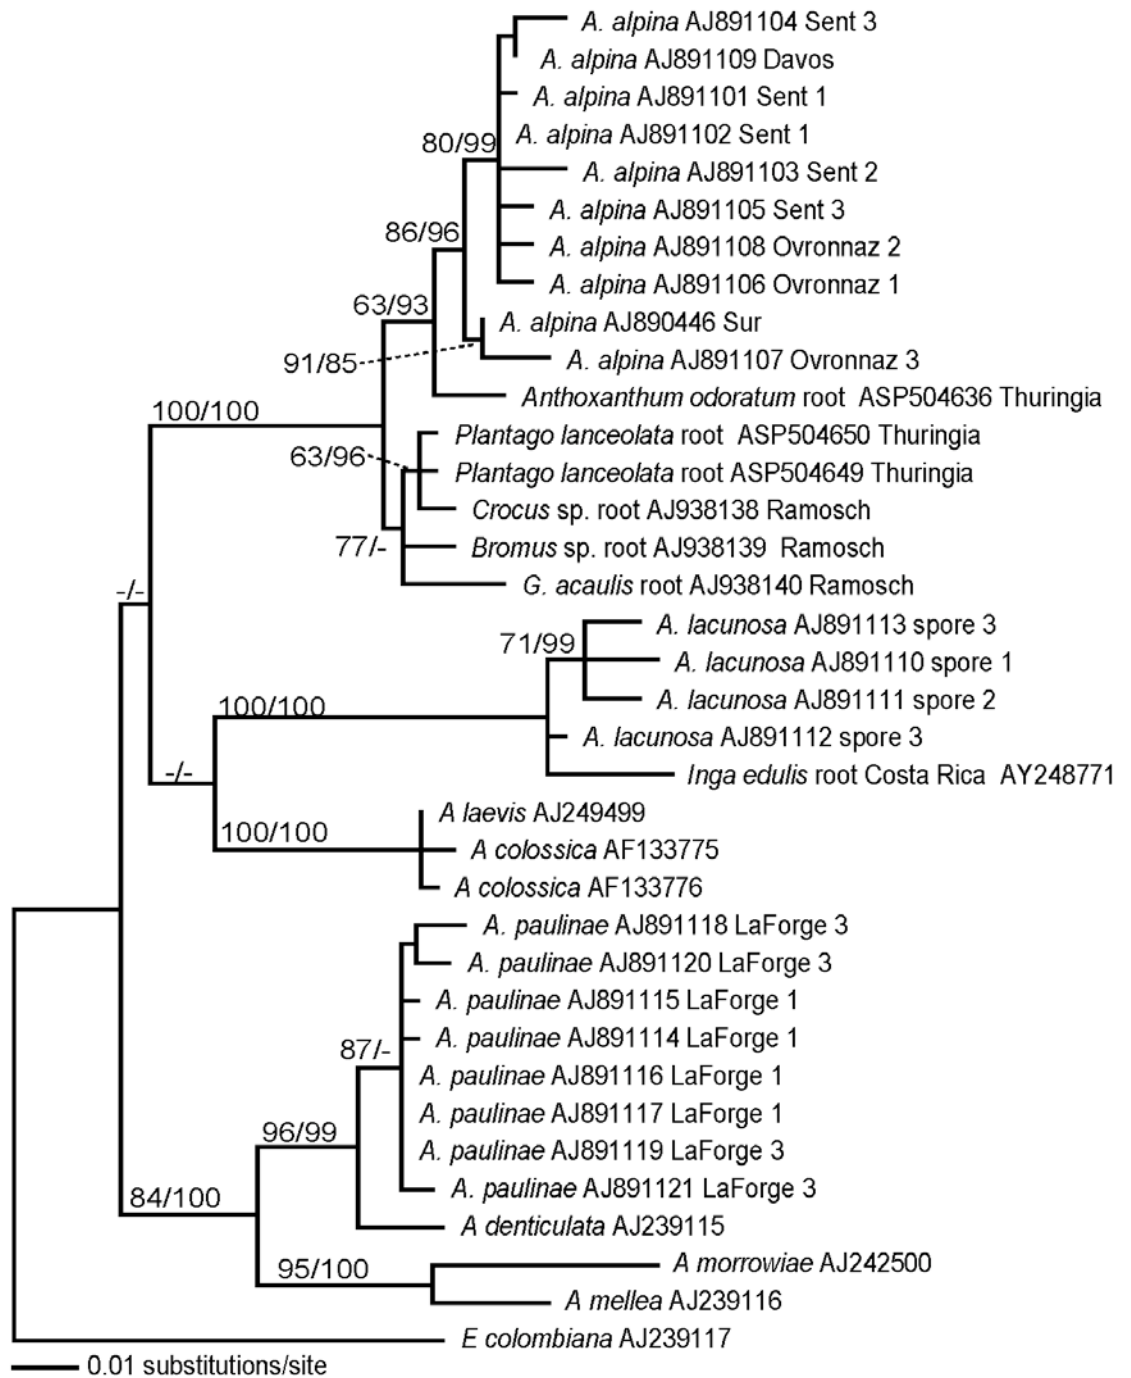 A. alpina AJ891104 Sent 3
A. alpina AJ891109 Davos
A. alpina AJ891101 Sent 1
A. alpina AJ891102 Sent 1
80/99
A. alpina AJ891103 Sent 2
A. alpina AJ891105 Sent 3
86/96
A. alpina AJ891108 Ovronnaz 2
A. alpina AJ891106 Ovronnaz 1
63/93
A. alpina AJ890446 Sur
91/85
A. alpina AJ891107 Ovronnaz 3
Anthoxanthum odoratum root ASP504636 Thuringia
100/100
Plantago lanceolata root ASP504650 Thuringia
63/96
Plantago lanceolata root ASP504649 Thuringia
Crocus sp. root AJ938138 Ramosch
77/-
Bromus sp. root AJ938139 Ramosch
G. acaulis root AJ938140 Ramosch
-/-
A. lacunosa AJ891113 spore 3
71/99
A. lacunosa AJ891110 spore 1
A. lacunosa AJ891111 spore 2
100/100
A. lacunosa AJ891112 spore 3
-/-
Inga edulis root Costa Rica AY248771
A laevis AJ249499
100/100
A colossica AF133775
A colossica AF133776
A. paulinae AJ891118 LaForge 3
A. paulinae AJ891120 LaForge 3
A. paulinae AJ891115 LaForge 1
A. paulinae AJ891114 LaForge 1
87/-
A. paulinae AJ891116 LaForge 1
A. paulinae AJ891117 LaForge 1
96/99
A. paulinae AJ891119 LaForge 3
A. paulinae AJ891121 LaForge 3
84/100
A denticulata AJ239115
A morrowiae AJ242500
95/100
A mellea AJ239116
E colombiana AJ239117
0.01 substitutions/site